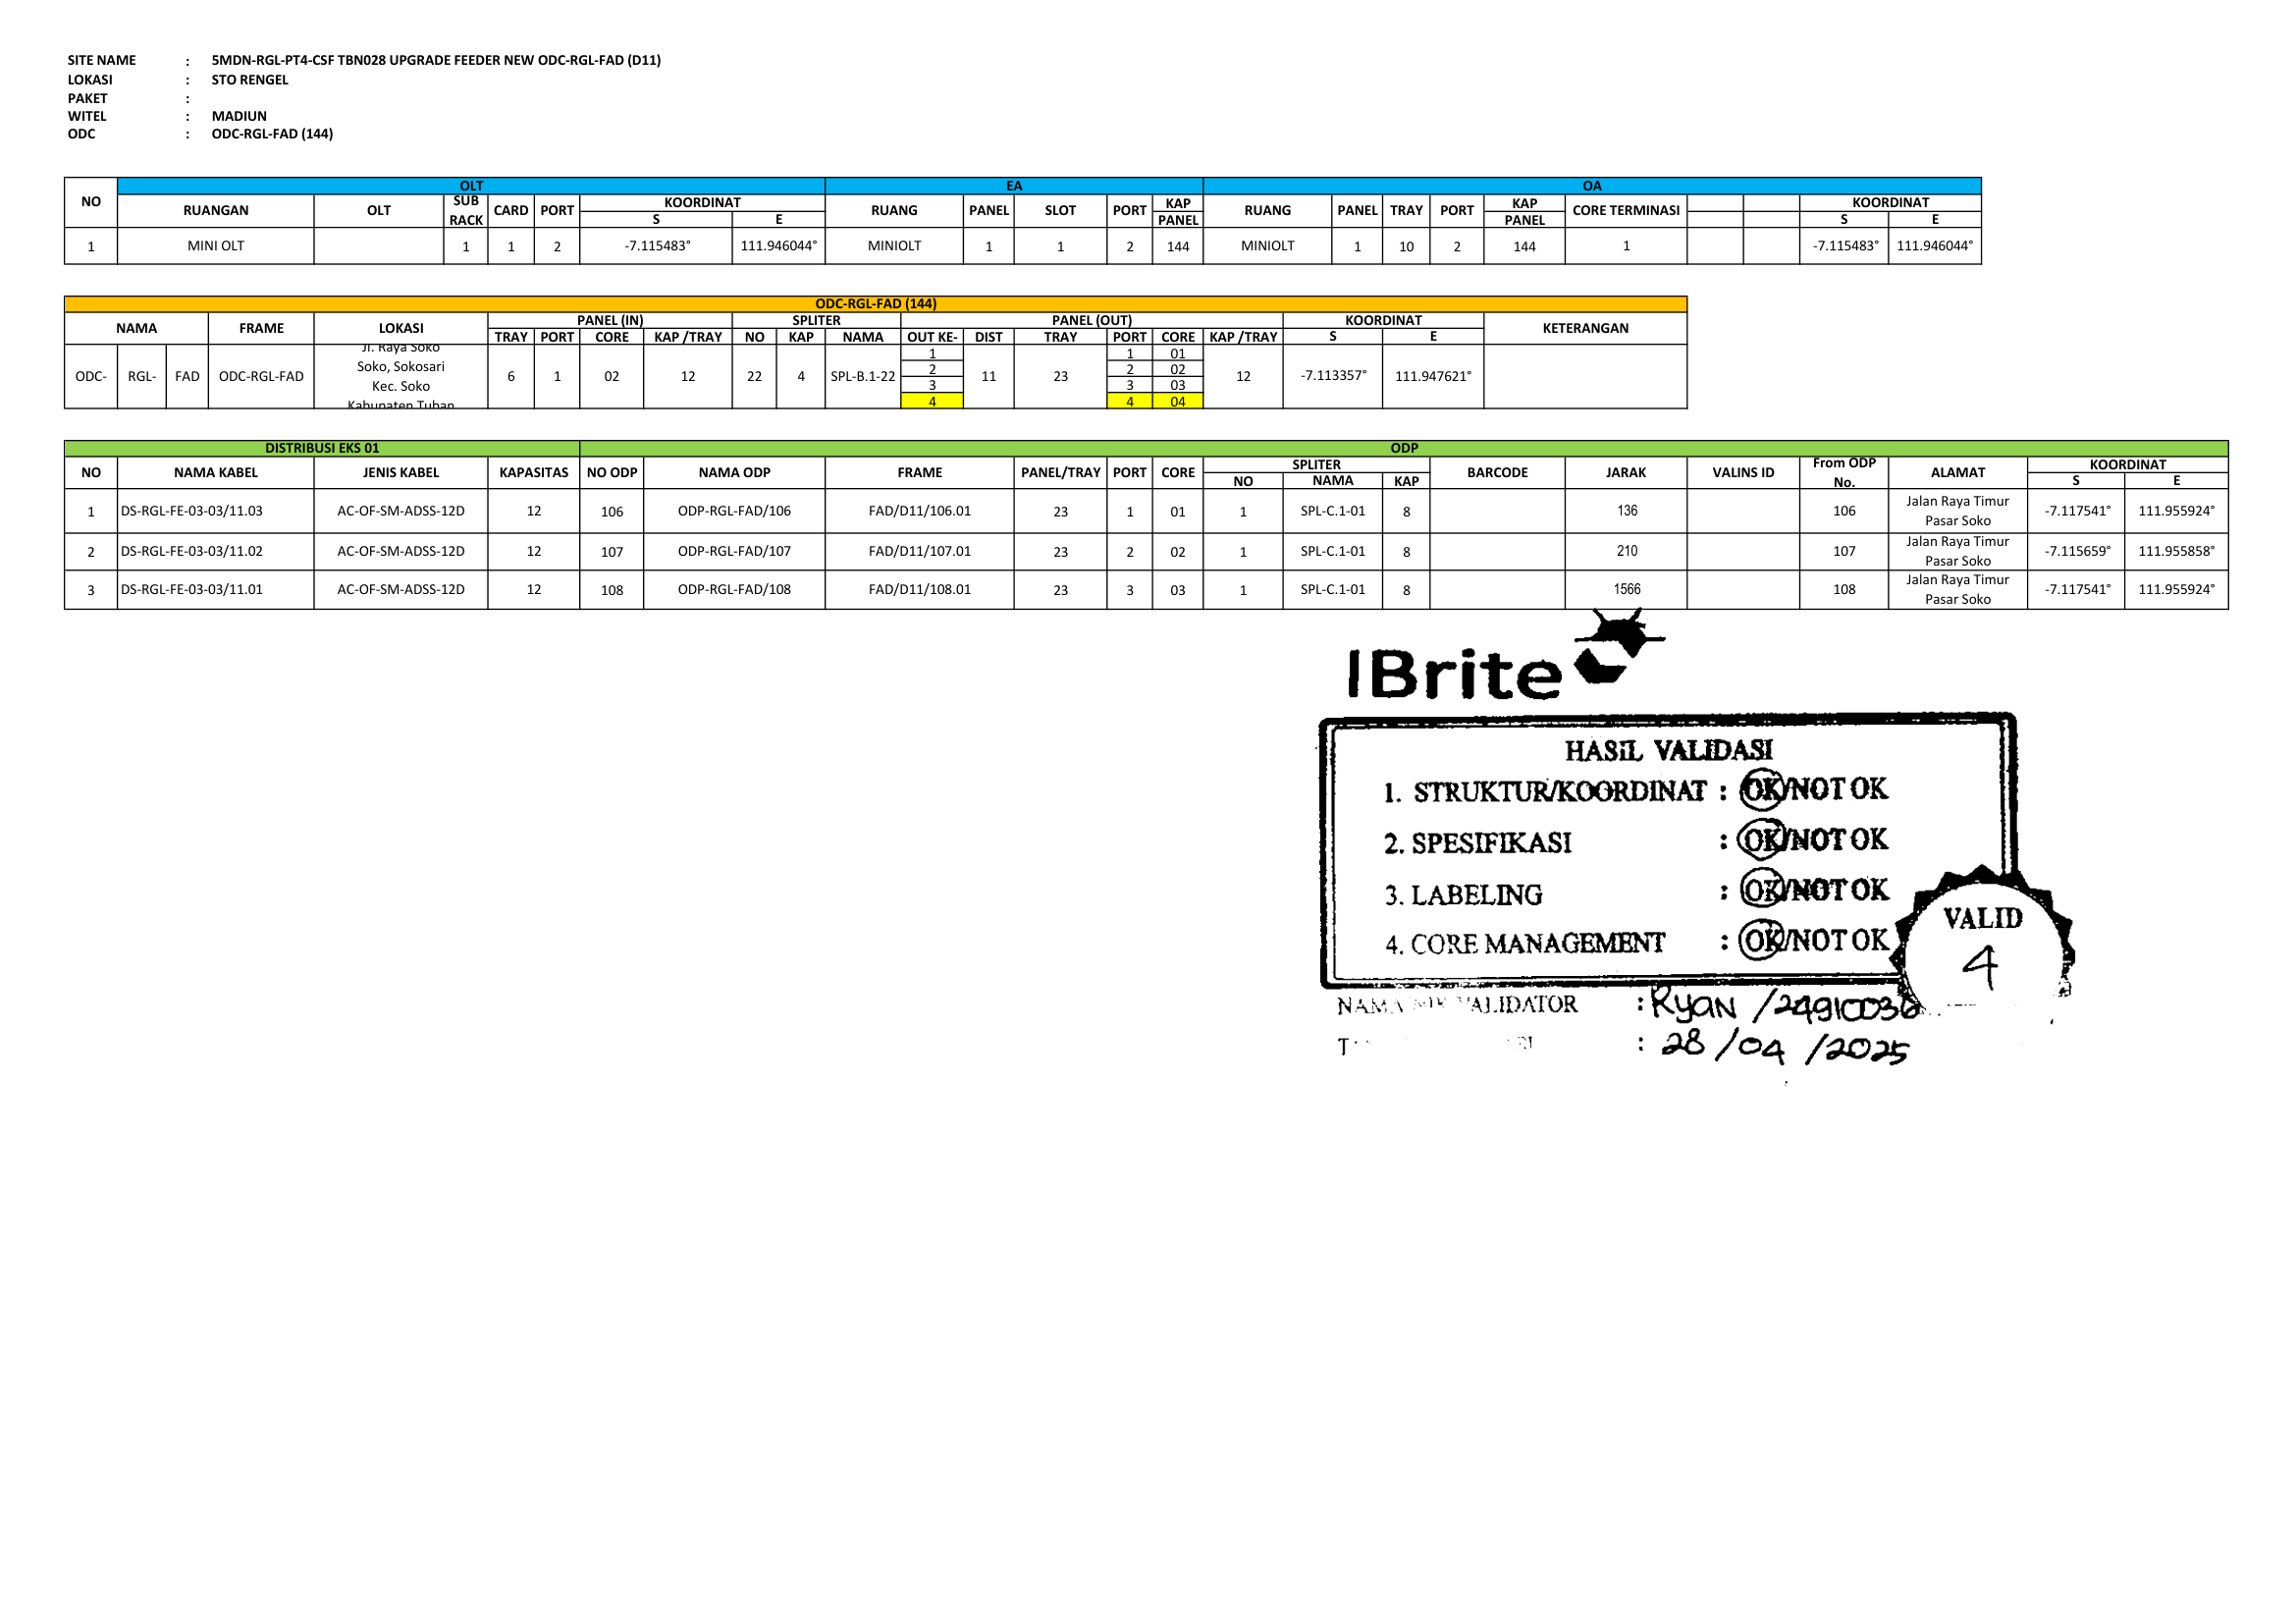 SITE NAME : 5MDN-RGL-PT4-CSF TBN028 UPGRADE FEEDER NEW ODC-RGL-FAD (D11)
LOKASI : STO RENGEL
PAKET :
WITEL : MADIUN
ODC : ODC-RGL-FAD (144)
NO OLT EA OA
RUANGAN OLT SUB RACK CARD PORT KOORDINAT RUANG PANEL SLOT PORT KAP PANEL RUANG PANEL TRAY PORT KAP PANEL CORE TERMINASI KOORDINAT
S E S E
1 MINI OLT 1 1 2 -7.115483° 111.946044° MINIOLT 1 1 2 144 MINIOLT 1 10 2 144 1 -7.115483° 111.946044°
ODC-RGL-FAD (144)
NAMA FRAME LOKASI PANEL (IN) SPLITER PANEL (OUT) KOORDINAT KETERANGAN
TRAY PORT CORE KAP /TRAY NO KAP NAMA OUT KE- DIST TRAY PORT CORE KAP /TRAY S E
ODC- RGL- FAD ODC-RGL-FAD Jl. Raya Soko Soko, Sokosari Kec. Soko Kabupaten Tuban 6 1 02 12 22 4 SPL-B.1-22 1 11 23 1 01 12 -7.113357° 111.947621°
2 2 02
3 3 03
4 4 04
DISTRIBUSI EKS 01 ODP
NO NAMA KABEL JENIS KABEL KAPASITAS NO ODP NAMA ODP FRAME PANEL/TRAY PORT CORE SPLITER BARCODE JARAK VALINS ID From ODP No. ALAMAT KOORDINAT
NO NAMA KAP S E
1 DS-RGL-FE-03-03/11.03 AC-OF-SM-ADSS-12D 12 106 ODP-RGL-FAD/106 FAD/D11/106.01 23 1 01 1 SPL-C.1-01 8 136 106 Jalan Raya Timur Pasar Soko -7.117541° 111.955924°
2 DS-RGL-FE-03-03/11.02 AC-OF-SM-ADSS-12D 12 107 ODP-RGL-FAD/107 FAD/D11/107.01 23 2 02 1 SPL-C.1-01 8 210 107 Jalan Raya Timur Pasar Soko -7.115659° 111.955858°
3 DS-RGL-FE-03-03/11.01 AC-OF-SM-ADSS-12D 12 108 ODP-RGL-FAD/108 FAD/D11/108.01 23 3 03 1 SPL-C.1-01 8 1566 108 Jalan Raya Timur Pasar Soko -7.117541° 111.955924°
IBrite
HASIL VALIDASI
1. STRUKTUR/KOORDINAT : OK/NOT OK
2. SPESIFIKASI : OK/NOT OK
3. LABELING : OK/NOT OK
4. CORE MANAGEMENT : OK/NOT OK
VALID
4
NAMA VALIDATOR : Ryan /24910036
: 28/04/2025